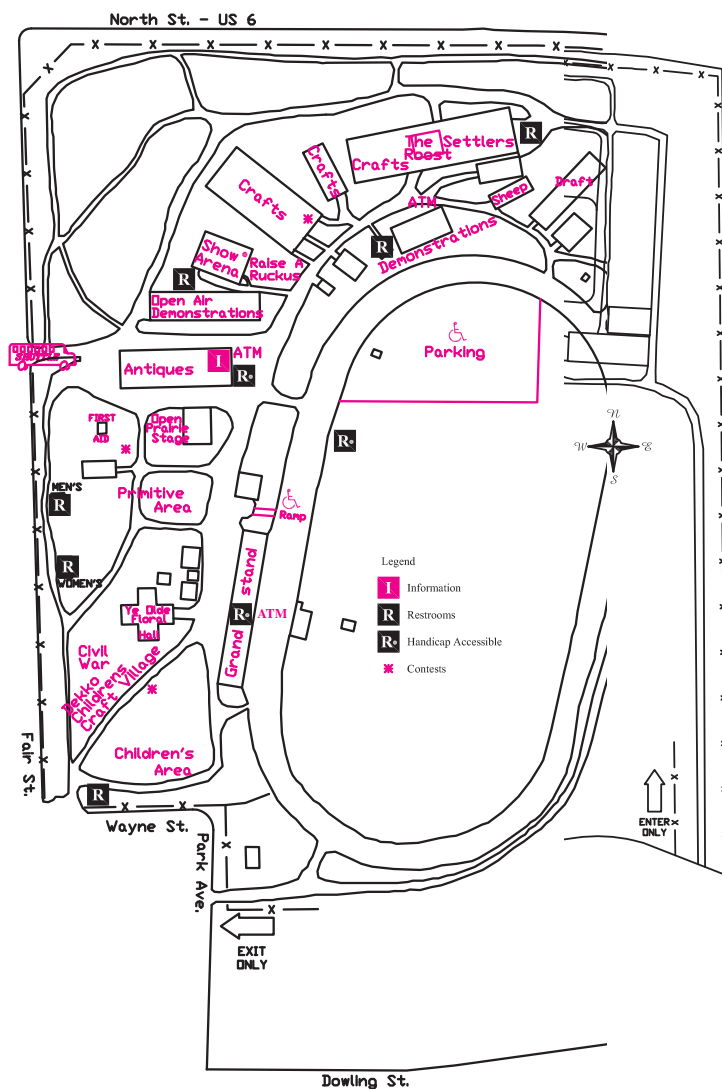 North St. - US 6
R
The Settlers
Roost
Crafts
Crafts
Crafts
Sheep
Draft
ATM
Demonstrations
R
Show
Arena
Raise A
Ruckus
R
Open Air
Demonstrations
Parking
Antiques
I
ATM
R
N
W
E
S
FIRST
AID
Open
Prairie
Stage
R
MEN'S
R
Primitive
Area
Ramp
R
WOMEN'S
Grand stand
R
ATM
Legend
I
Information
R
Restrooms
R
Handicap Accessible
Contests
Ye Olde
Floral
Hall
Civil
War
Bekko
Childrens
Craft Village
Children's
Area
Fair St.
R
Wayne St.
Park Ave.
ENTER
ONLY
EXIT
ONLY
Dowling St.